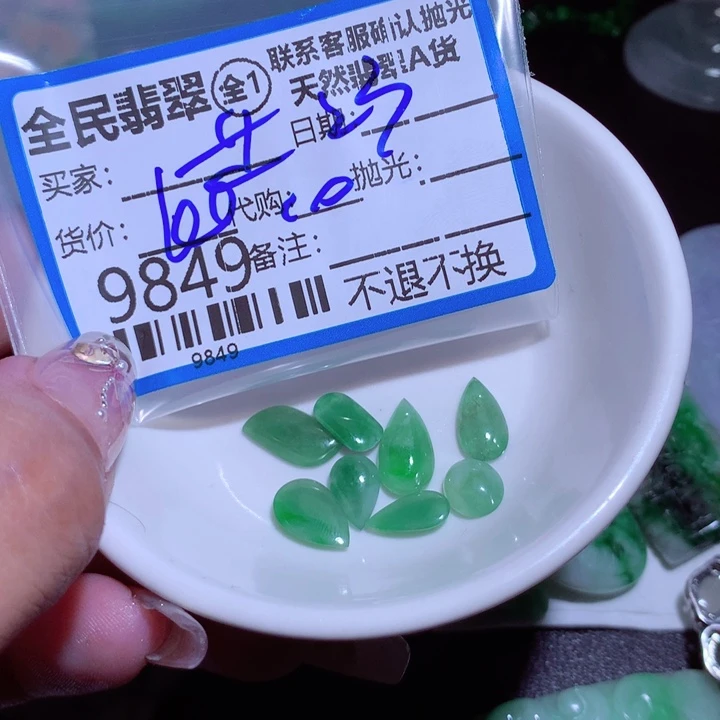 联系客服确认抛光
全民翡翠 全1 天然翡翠A货
买家: 日期:
货价: 代购: 抛光:
9849 备注:
不退不换
9849